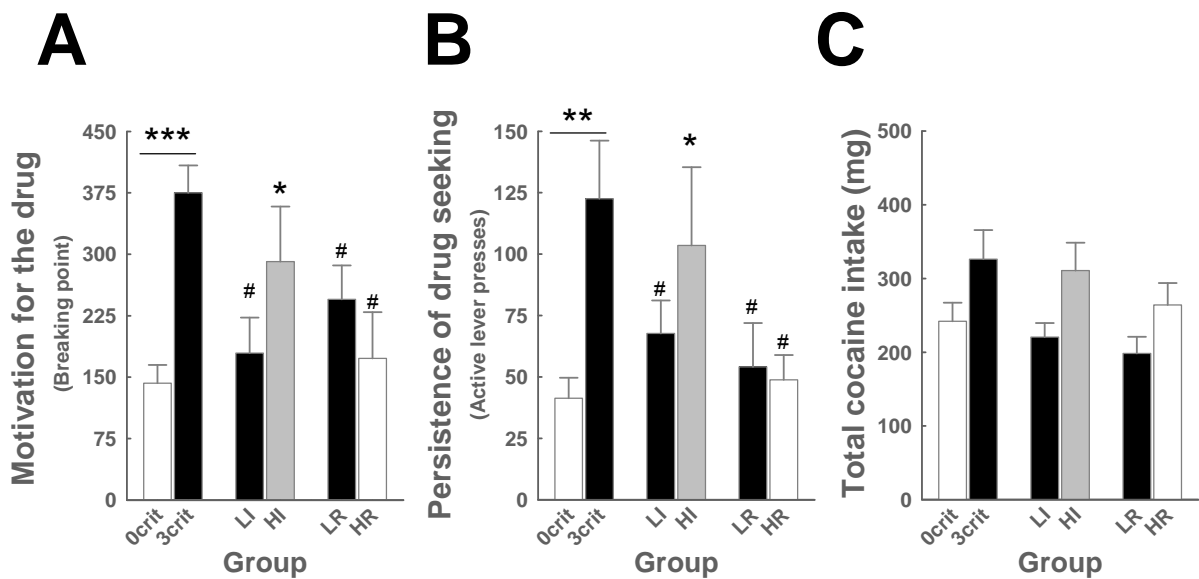 A
Motivation for the drug
(Breaking point)
450
375
300
225
150
75
0
***
#
*
#
#
0crit
3crit
LI
HI
LR
HR
Group
B
Persistence of drug seeking
(Active lever presses)
150
125
100
75
50
25
0
**
#
*
#
#
0crit
3crit
LI
HI
LR
HR
Group
C
Total cocaine intake (mg)
500
400
300
200
100
0
0crit
3crit
LI
HI
LR
HR
Group